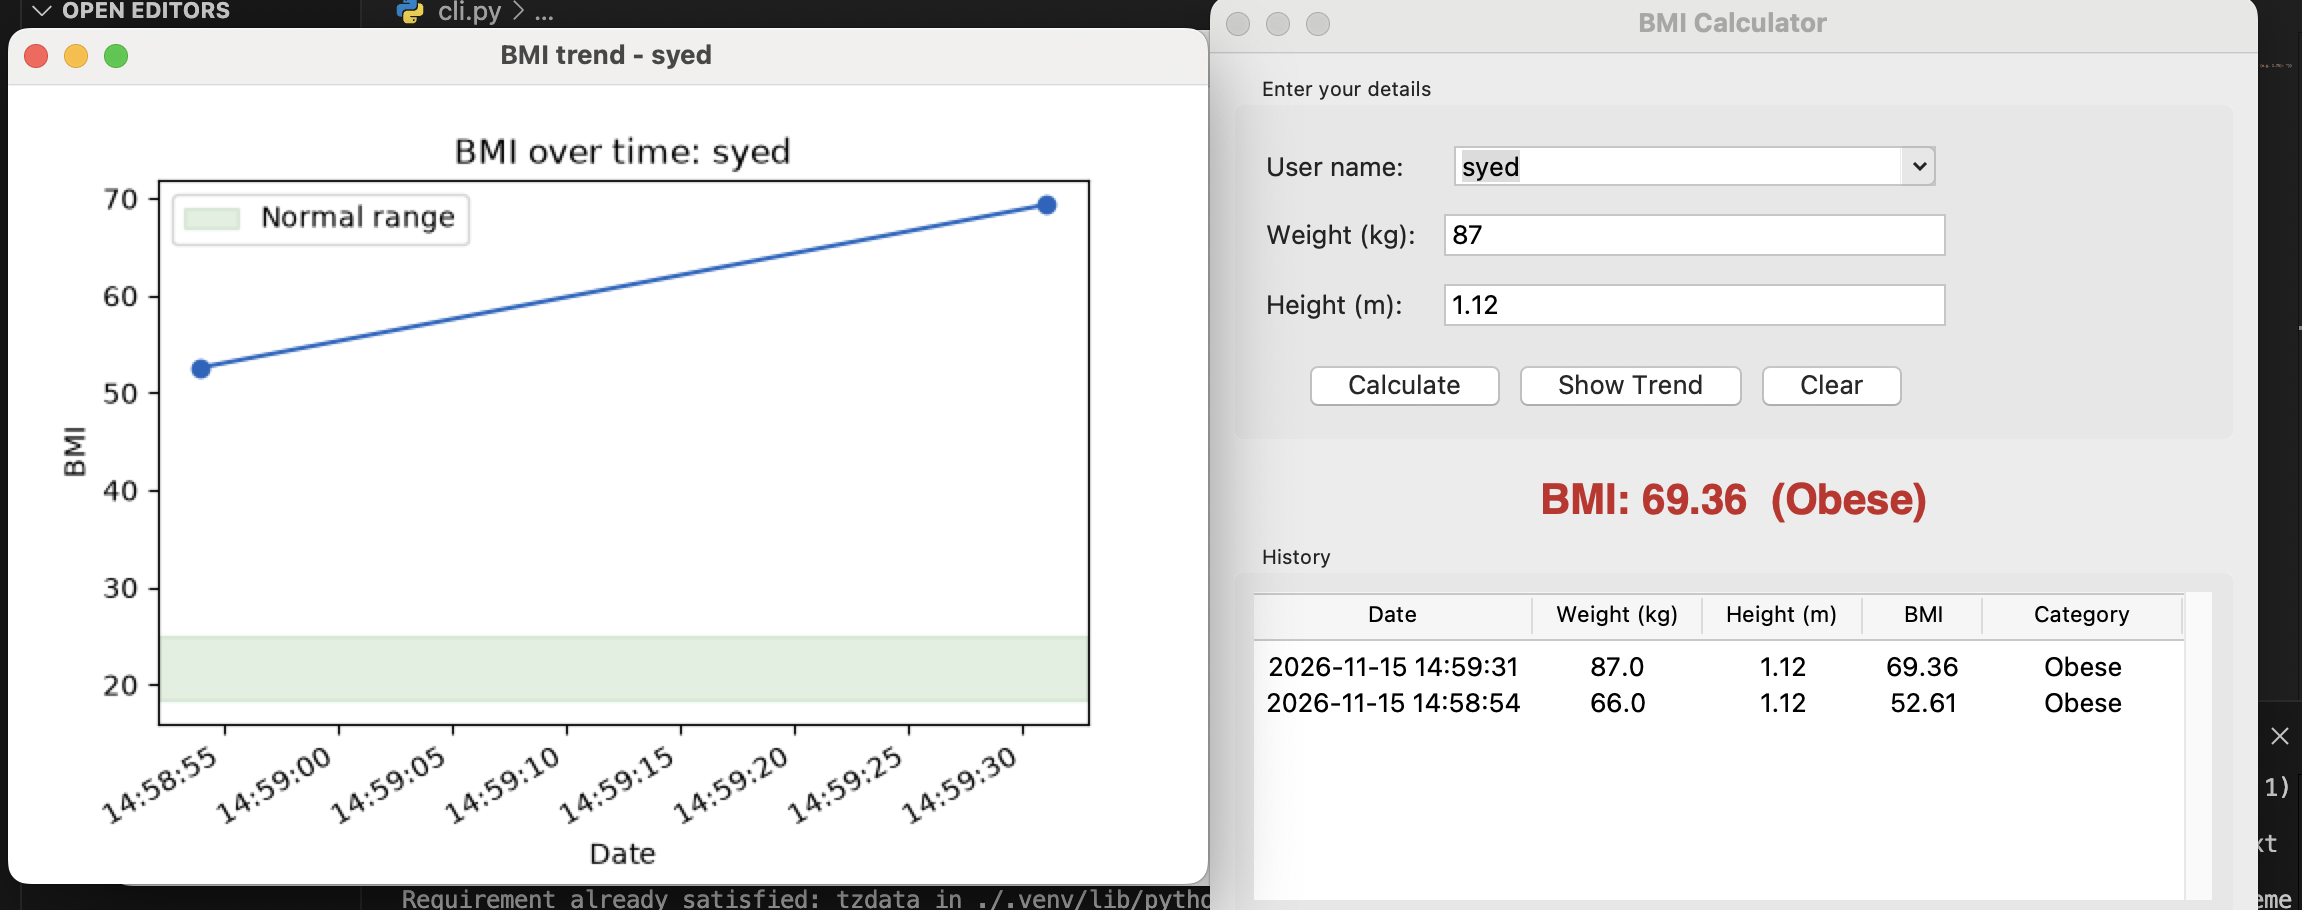 OPEN EDITORS
cli.py > ...
BMI trend - syed
BMI over time: syed
Normal range
BMI
70
60
50
40
30
20
14:58:55
14:59:00
14:59:05
14:59:10
14:59:15
14:59:20
14:59:25
14:59:30
Date
BMI Calculator
Enter your details
User name: syed
Weight (kg): 87
Height (m): 1.12
Calculate Show Trend Clear
BMI: 69.36 (Obese)
History
Date Weight (kg) Height (m) BMI Category
2026-11-15 14:59:31 87.0 1.12 69.36 Obese
2026-11-15 14:58:54 66.0 1.12 52.61 Obese
1)
Requirement already satisfied: tzdata in ./.venv/lib/pytho